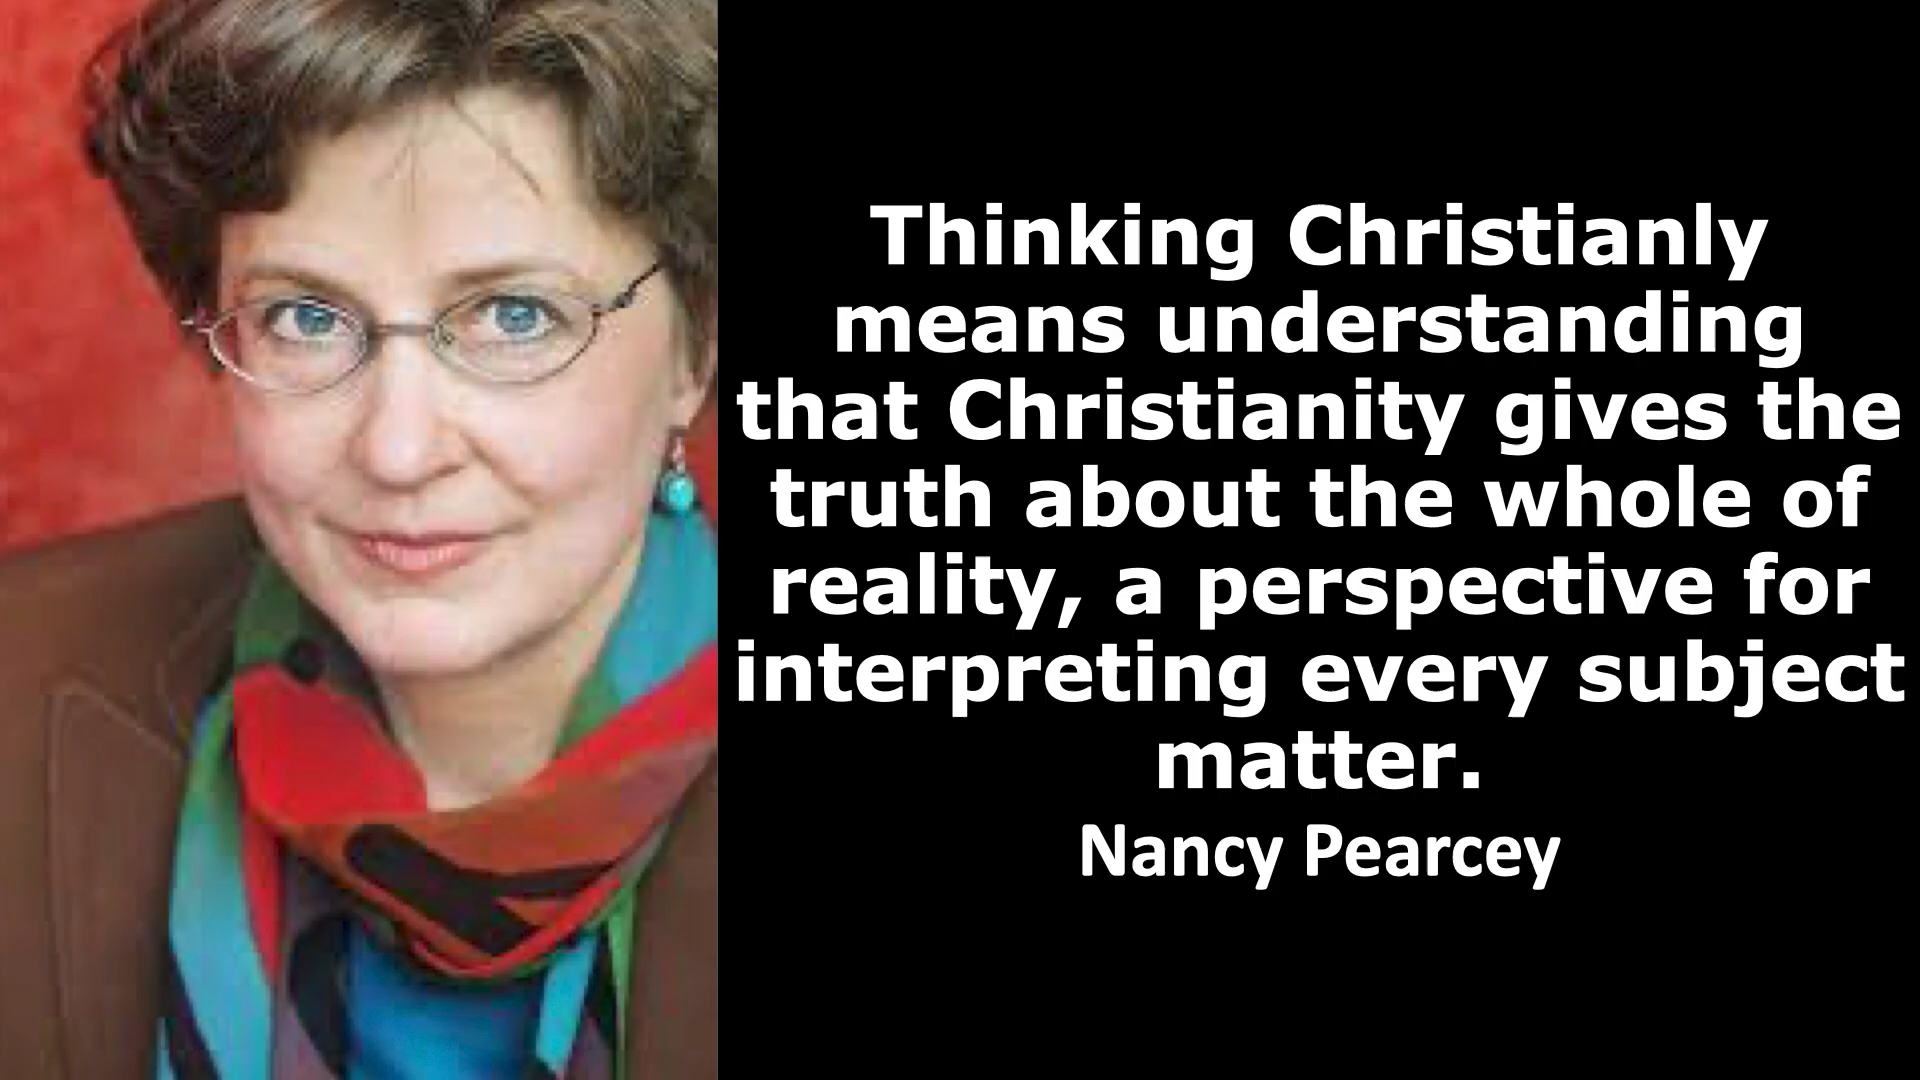 Thinking Christianly
means understanding
that Christianity gives the
truth about the whole of
reality, a perspective for
interpreting every subject
matter.
Nancy Pearcey